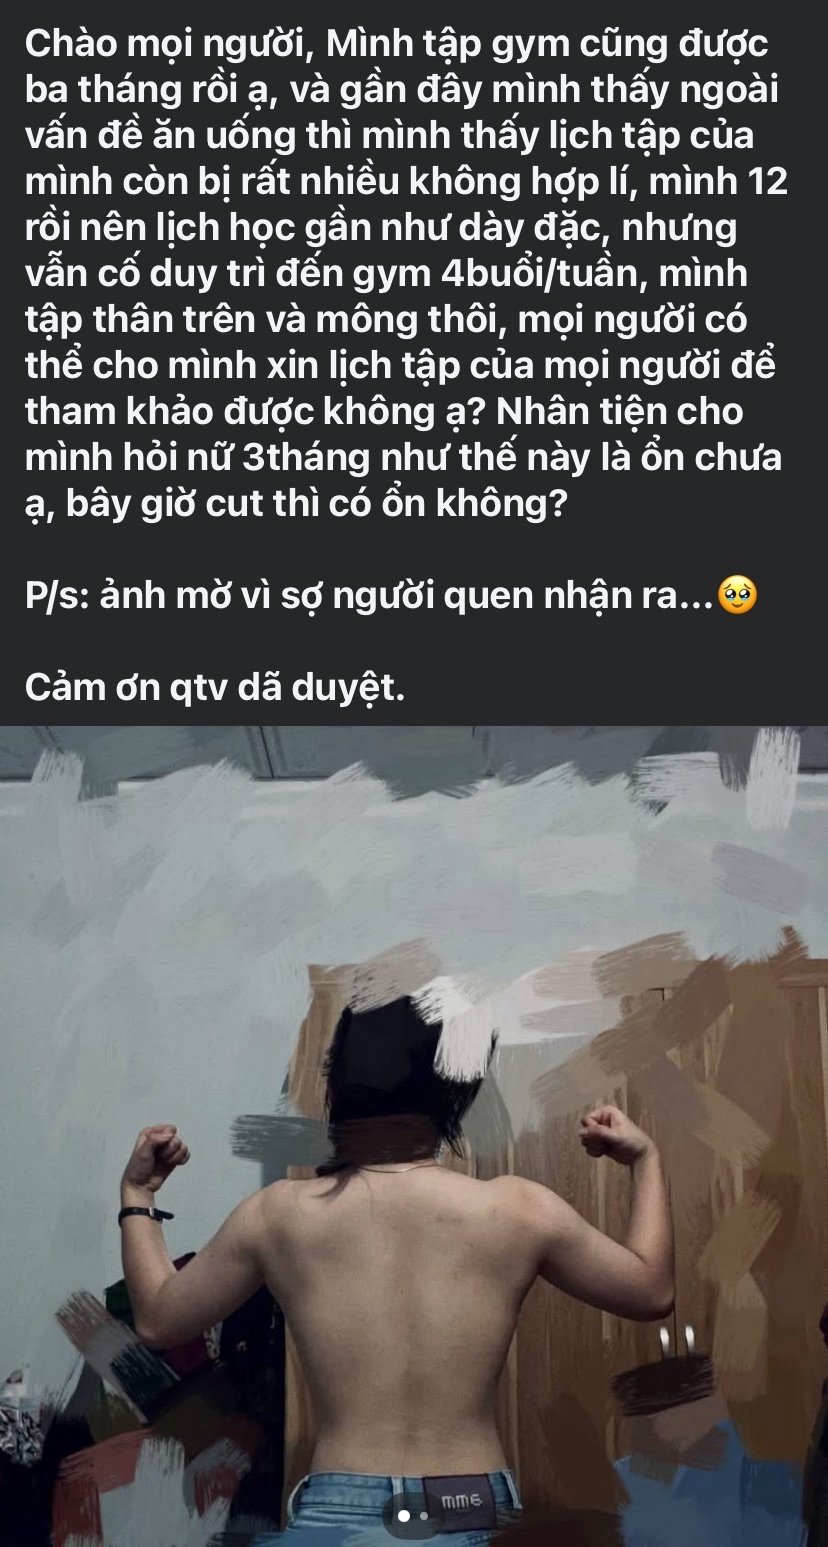 Chào mọi người, Mình tập gym cũng được
ba tháng rồi ạ, và gần đây mình thấy ngoài
vấn đề ăn uống thì mình thấy lịch tập của
mình còn bị rất nhiều không hợp lí, mình 12
rồi nên lịch học gần như dày đặc, nhưng
vẫn cố duy trì đến gym 4buổi/tuần, mình
tập thân trên và mông thôi, mọi người có
thể cho mình xin lịch tập của mọi người để
tham khảo được không ạ? Nhân tiện cho
mình hỏi nữ 3tháng như thế này là ổn chưa
ạ, bây giờ cut thì có ổn không?
P/s: ảnh mờ vì sợ người quen nhận ra...🥹
Cảm ơn qtv dã duyệt.
mme